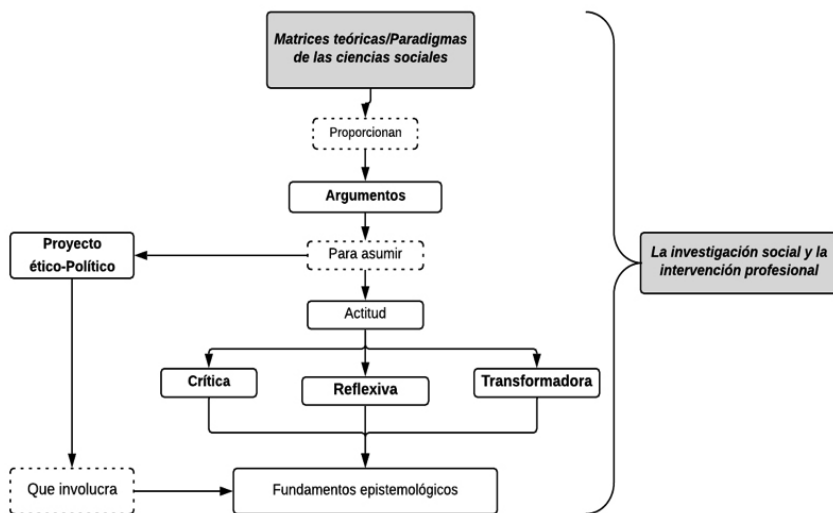 Matrices teóricas/Paradigmas
de las ciencias sociales
Proporcionan
Argumentos
Proyecto
ético-Político
Para asumir
La investigación social y la
intervención profesional
Actitud
Crítica
Reflexiva
Transformadora
Que involucra
Fundamentos epistemológicos